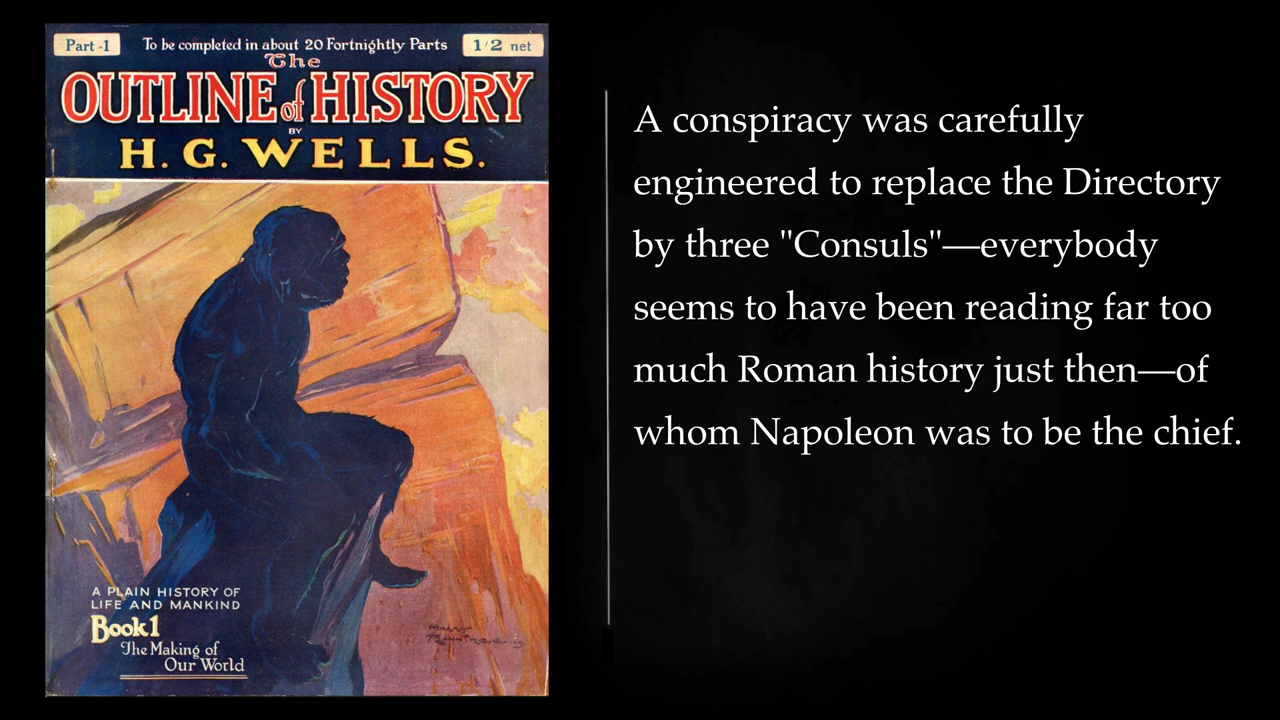 Part -1
To be completed in about 20 Fortnightly Parts
1/2 net
The
OUTLINE of HISTORY
BY
H. G. WELLS.
A PLAIN HISTORY OF
LIFE AND MANKIND
Book 1
The Making of
Our World
A conspiracy was carefully
engineered to replace the Directory
by three "Consuls"—everybody
seems to have been reading far too
much Roman history just then—of
whom Napoleon was to be the chief.